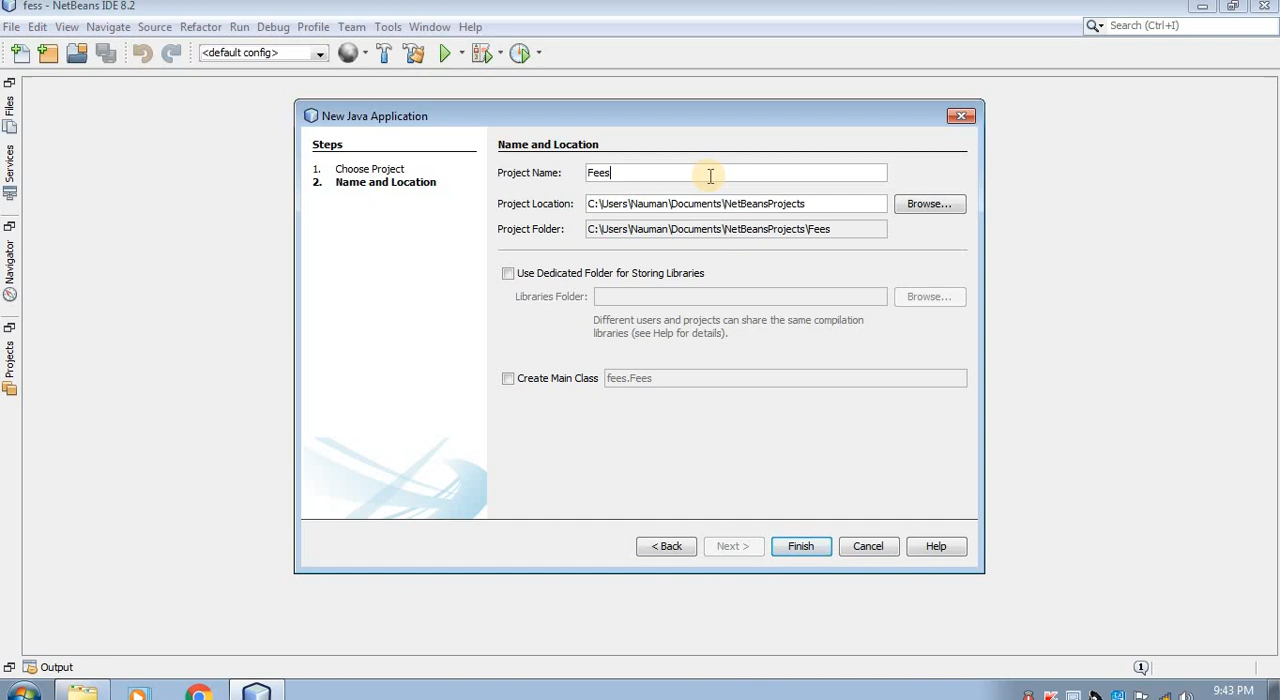 fess - NetBeans IDE 8.2
File Edit View Navigate Source Refactor Run Debug Profile Team Tools Window Help
Search (Ctrl+I)
<default config>
Files
Services
Navigator
Projects
New Java Application
Steps
1. Choose Project
2. Name and Location
Name and Location
Project Name: Fees
Project Location: C:\Users\Nauman\Documents\NetBeansProjects Browse...
Project Folder: C:\Users\Nauman\Documents\NetBeansProjects\Fees
Use Dedicated Folder for Storing Libraries
Libraries Folder: Browse...
Different users and projects can share the same compilation
libraries (see Help for details).
Create Main Class fees.Fees
< Back Next > Finish Cancel Help
Output
1
9:43 PM